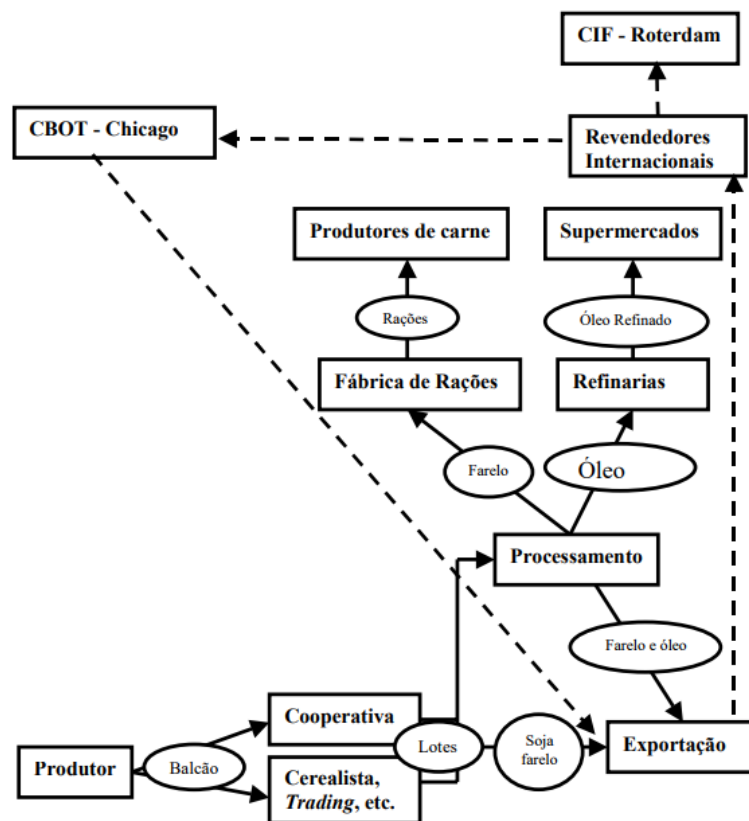 CIF - Roterdam
CBOT - Chicago
Revendedores
Internacionais
Produtores de carne
Supermercados
Rações
Óleo Refinado
Fábrica de Rações
Refinarias
Farelo
Óleo
Processamento
Farelo e óleo
Cooperativa
Produtor
Balcão
Lotes
Soja
farelo
Exportação
Cerealista,
Trading, etc.